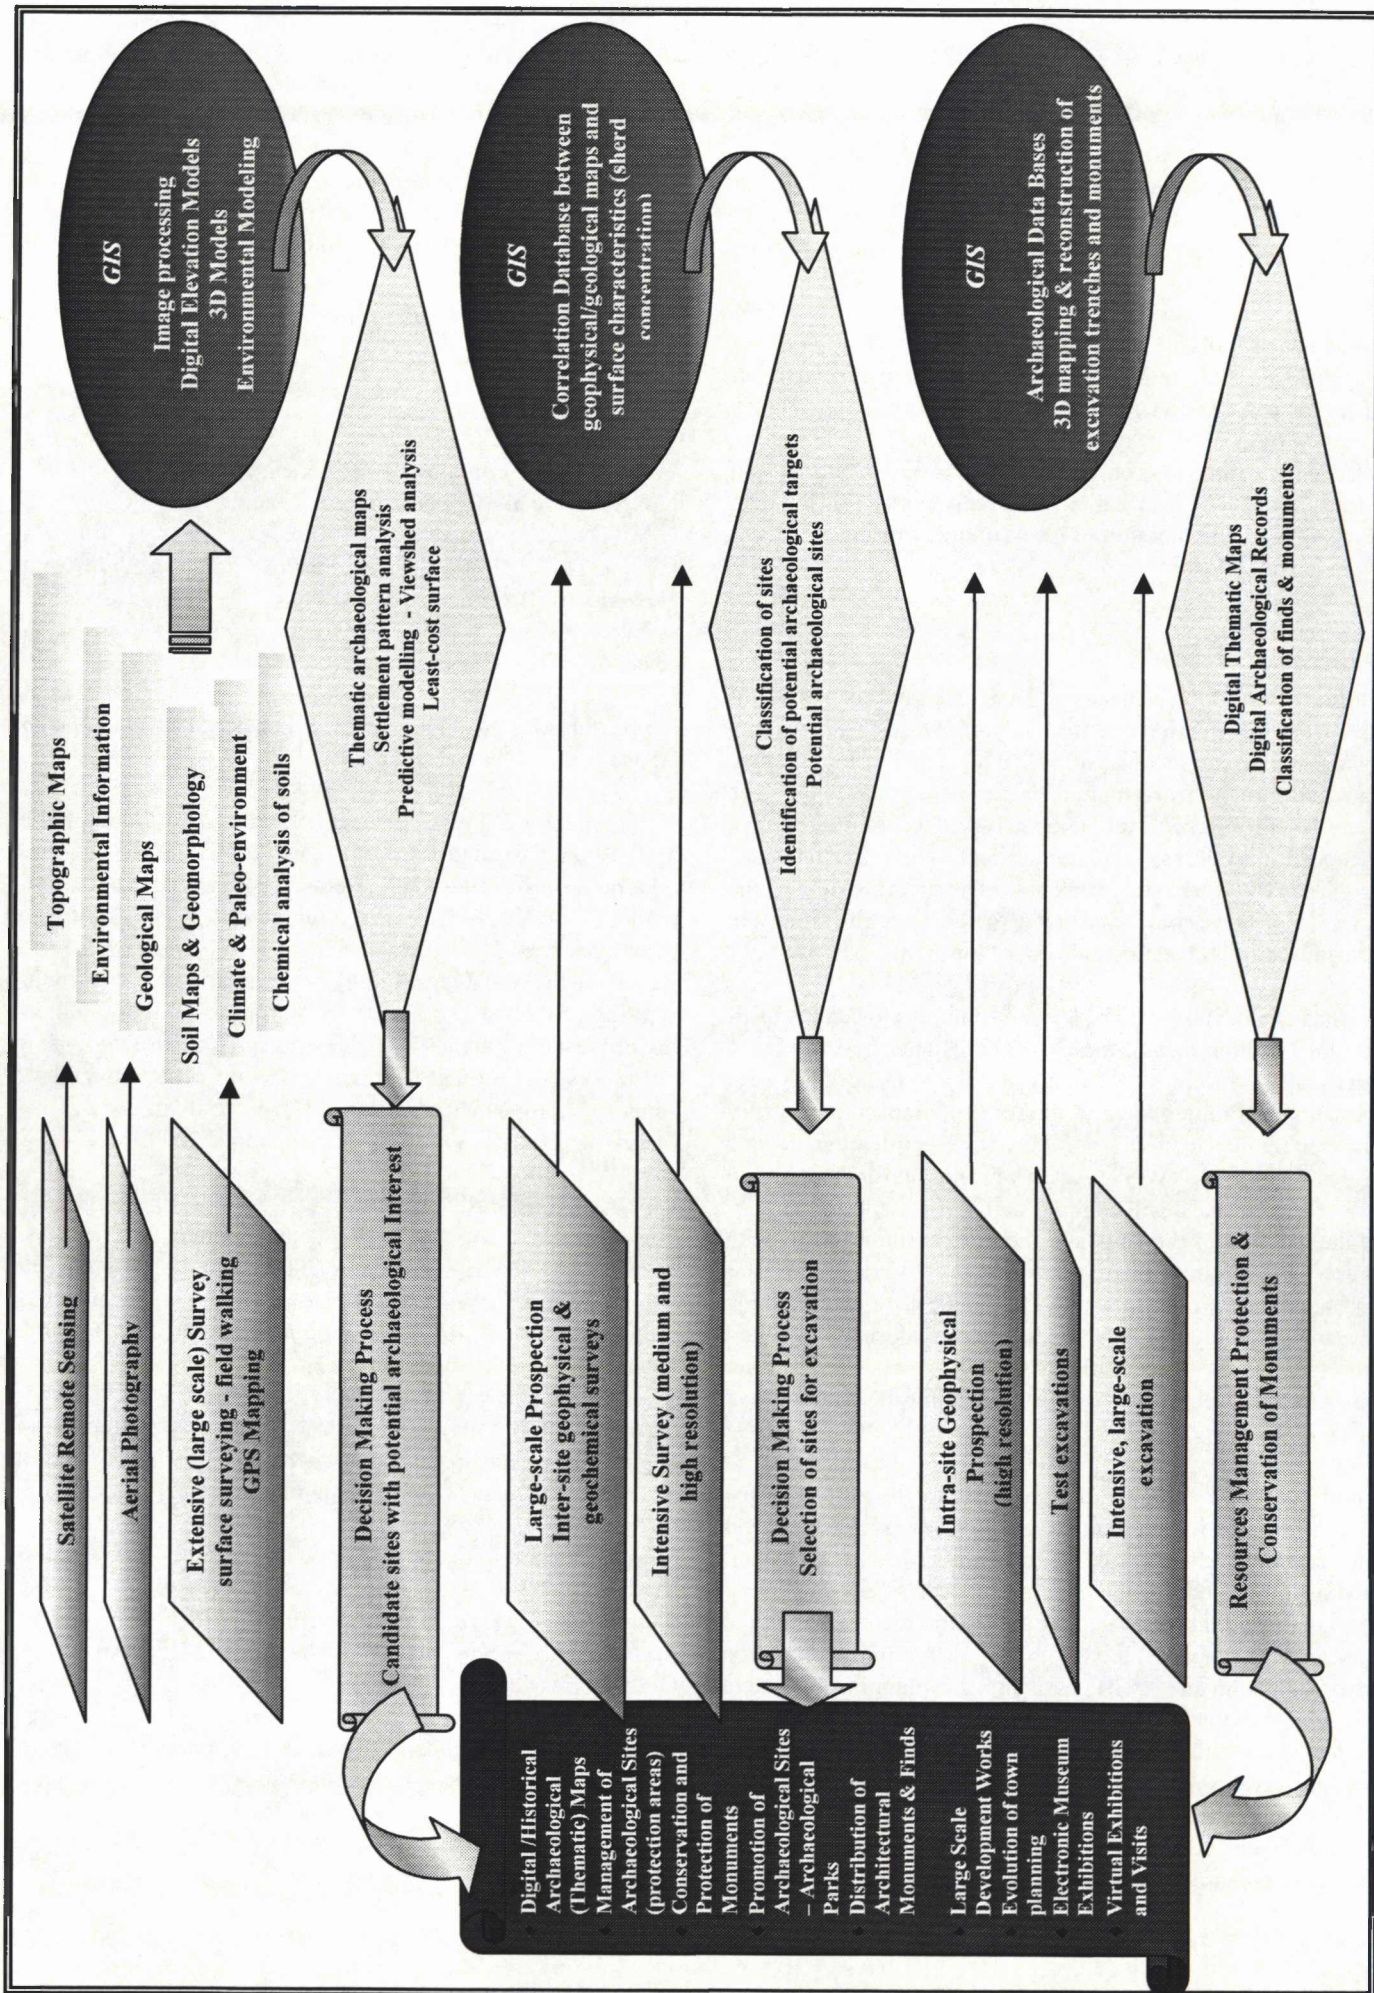 Satellite Remote Sensing
Aerial Photography
Extensive (large scale) Survey
surface surveying - field walking
GPS Mapping
Topographic Maps
Environmental Information
Geological Maps
Soil Maps & Geomorphology
Climate & Paleo-environment
Chemical analysis of soils
GIS
Image processing
Digital Elevation Models
3D Models
Environmental Modeling
Thematic archaeological maps
Settlement pattern analysis
Predictive modelling - Viewshed analysis
Least-cost surface
Decision Making Process
Candidate sites with potential archaeological Interest
Large-scale Prospection
Inter-site geophysical &
geochemical surveys
Intensive Survey (medium and
high resolution)
GIS
Correlation Database between
geophysical/geological maps and
surface characteristics (sherd
concentration)
Classification of sites
Identification of potential archaeological targets
Potential archaeological sites
Decision Making Process
Selection of sites for excavation
Intra-site Geophysical
Prospection
(high resolution)
Test excavations
Intensive, large-scale
excavation
GIS
Archaeological Data Bases
3D mapping & reconstruction of
excavation trenches and monuments
Digital Thematic Maps
Digital Archaeological Records
Classification of finds & monuments
Resources Management Protection &
Conservation of Monuments
Digital /Historical
Archaeological
(Thematic) Maps
Management of
Archaeological Sites
(protection areas)
Conservation and
Protection of
Monuments
Promotion of
Archaeological Sites
– Archaeological
Parks
Distribution of
Architectural
Monuments & Finds
Large Scale
Development Works
Evolution of town
planning
Electronic Museum
Exhibitions
Virtual Exhibitions
and Visits